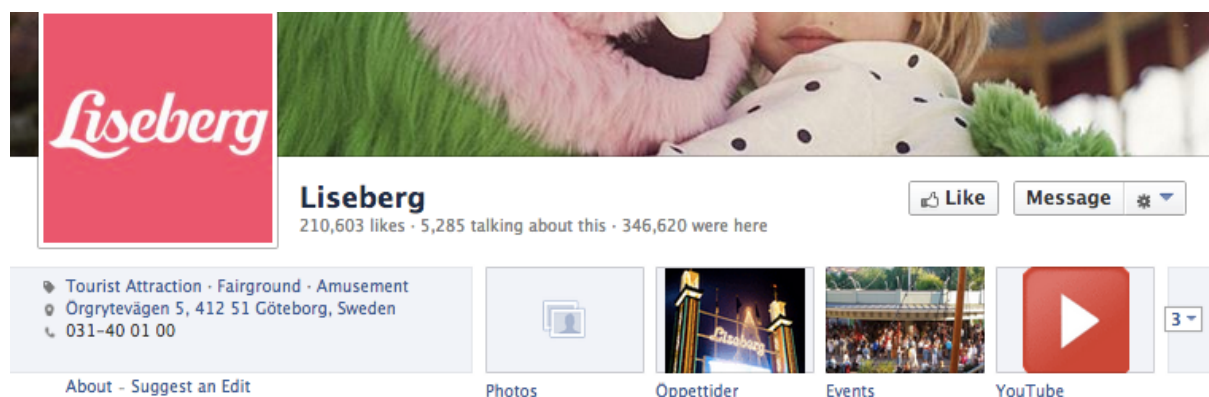 Liseberg
Liseberg
210,603 likes · 5,285 talking about this · 346,620 were here
Like
Message
Tourist Attraction · Fairground · Amusement
Örgrytevägen 5, 412 51 Göteborg, Sweden
031-40 01 00
About - Suggest an Edit
Liseberg
3
Photos
Öppettider
Events
YouTube